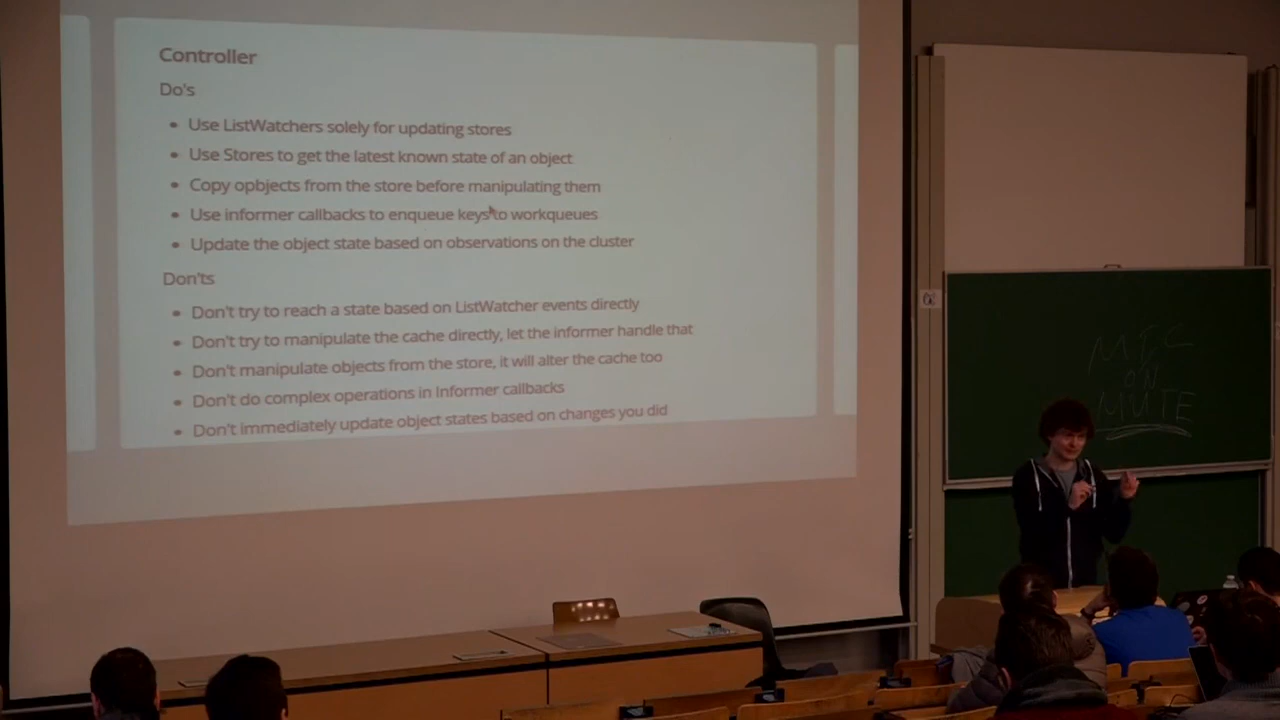 Controller
Do's
• Use ListWatchers solely for updating stores
• Use Stores to get the latest known state of an object
• Copy opbjects from the store before manipulating them
• Use informer callbacks to enqueue keys to workqueues
• Update the object state based on observations on the cluster
Don'ts
• Don't try to reach a state based on ListWatcher events directly
• Don't try to manipulate the cache directly, let the informer handle that
• Don't manipulate objects from the store, it will alter the cache too
• Don't do complex operations in Informer callbacks
• Don't immediately update object states based on changes you did
ON
MUTE